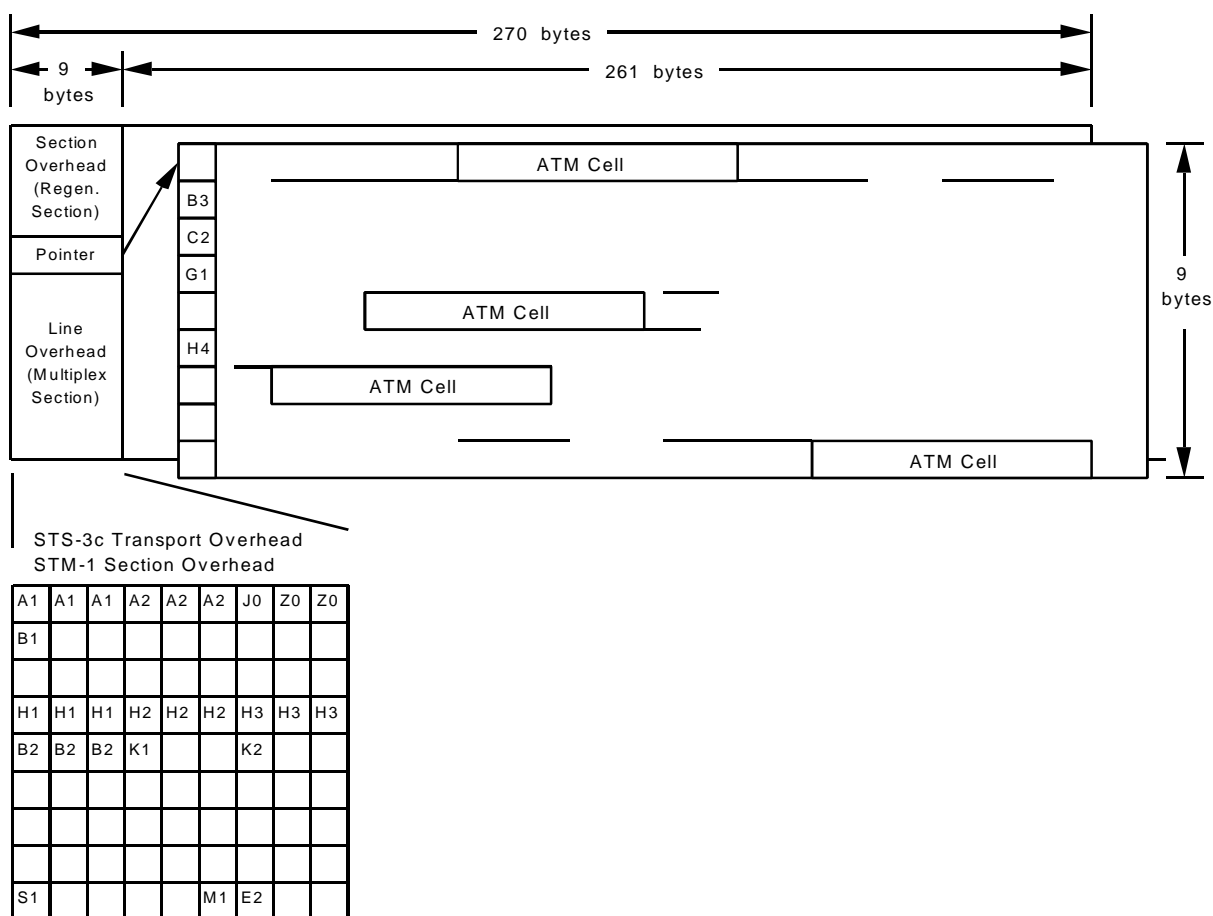 270 bytes
9
bytes
261 bytes
Section
Overhead
(Regen.
Section)
Pointer
Line
Overhead
(Multiplex
Section)
ATM Cell
B3
C2
G1
ATM Cell
H4
ATM Cell
ATM Cell
9
bytes
STS-3c Transport Overhead
STM-1 Section Overhead
A1 A1 A1 A2 A2 A2 J0 Z0 Z0
B1
H1 H1 H1 H2 H2 H2 H3 H3 H3
B2 B2 B2 K1 K2
S1 M1 E2